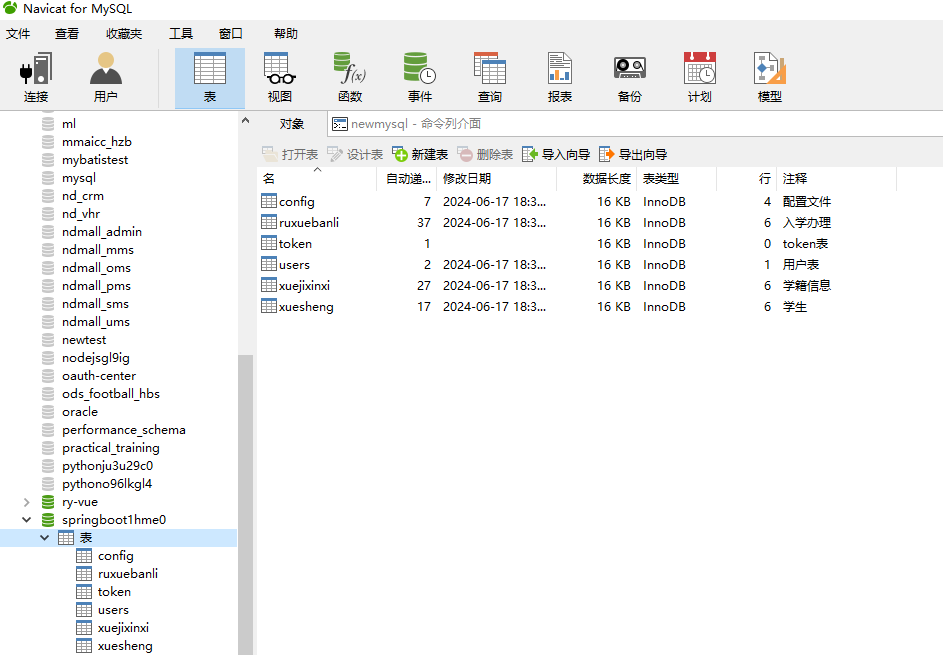 Navicat for MySQL
文件 查看 收藏夹 工具 窗口 帮助
连接 用户 表 视图 函数 事件 查询 报表 备份 计划 模型
ml
mmaicc_hzb
mybatistest
mysql
nd_crm
nd_vhr
ndmall_admin
ndmall_mms
ndmall_oms
ndmall_pms
ndmall_sms
ndmall_ums
newtest
nodejsgl9ig
oauth-center
ods_football_hbs
oracle
performance_schema
practical_training
pythonju3u29c0
pythono96lkgl4
ry-vue
springboot1hme0
表
config
ruxuebanli
token
users
xuejixinxi
xuesheng
对象 newmysql - 命令列介面
打开表 设计表 新建表 删除表 导入向导 导出向导
名 自动递... 修改日期 数据长度 表类型 行 注释
config 7 2024-06-17 18:3... 16 KB InnoDB 4 配置文件
ruxuebanli 37 2024-06-17 18:3... 16 KB InnoDB 6 入学办理
token 1 16 KB InnoDB 0 token表
users 2 2024-06-17 18:3... 16 KB InnoDB 1 用户表
xuejixinxi 27 2024-06-17 18:3... 16 KB InnoDB 6 学籍信息
xuesheng 17 2024-06-17 18:3... 16 KB InnoDB 6 学生